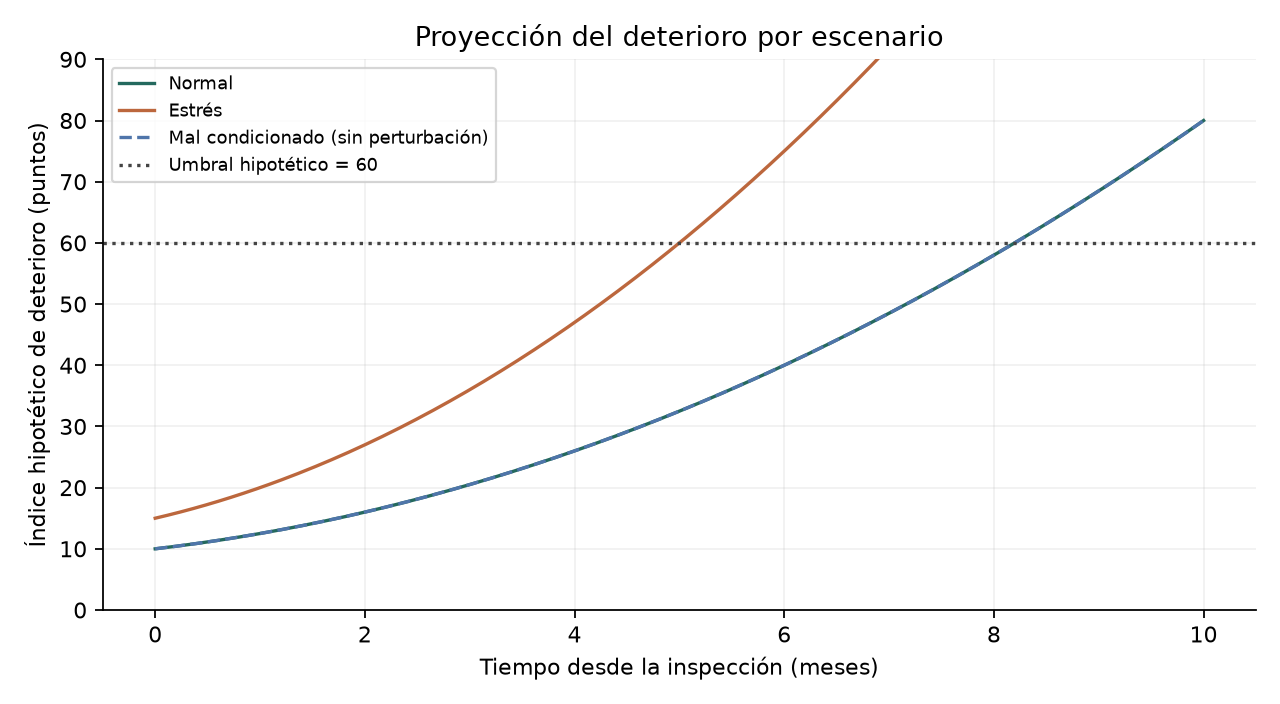 Proyección del deterioro por escenario
Normal
Estrés
Mal condicionado (sin perturbación)
Umbral hipotético = 60
Índice hipotético de deterioro (puntos)
90
80
70
60
50
40
30
20
10
0
0 2 4 6 8 10
Tiempo desde la inspección (meses)